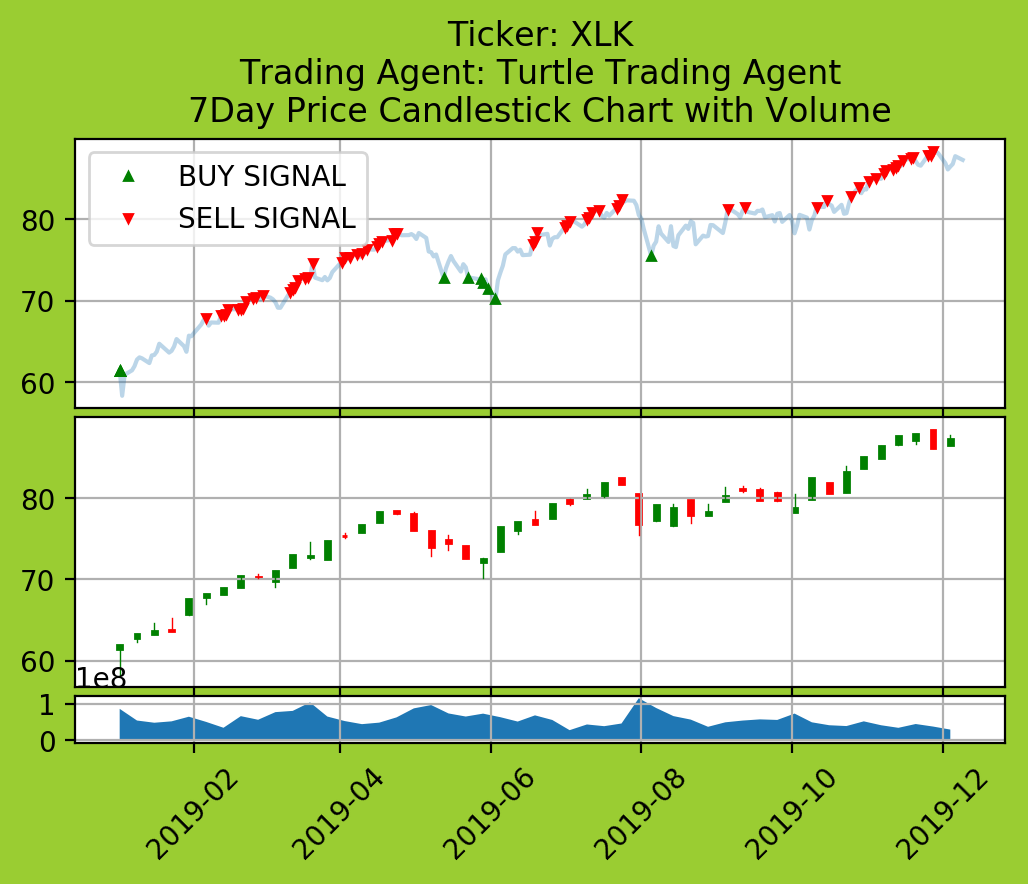 Ticker: XLK
Trading Agent: Turtle Trading Agent
7Day Price Candlestick Chart with Volume
BUY SIGNAL
SELL SIGNAL
80
70
60
80
70
60
1e8
1
0
2019-02
2019-04
2019-06
2019-08
2019-10
2019-12